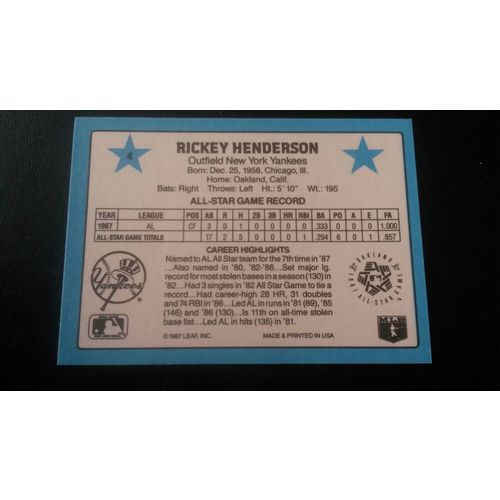 4
RICKEY HENDERSON
Outfield New York Yankees
Born: Dec. 25, 1958, Chicago, Ill.
Home: Oakland, Calif.
Bats: Right Throws: Left Ht.: 5' 10" Wt.: 195
ALL-STAR GAME RECORD
YEAR LEAGUE POS AB R H 2B 3B HR RBI BA PO A E FA
1987 AL CF 3 0 1 0 0 0 0 .333 0 0 0 1.000
ALL-STAR GAME TOTALS 17 2 5 0 0 0 1 .294 6 0 1 .857
CAREER HIGHLIGHTS
Named to AL All Star team for the 7th time in '87
...Also named in '80, '82-'86...Set major lg.
record for most stolen bases in a season (130) in
'82...Had 3 singles in '82 All Star Game to tie a
record...Had career-high 28 HR, 31 doubles
and 74 RBI in '86...Led AL in runs in '81 (89), '85
(146) and '86 (130)...Is 11th on all-time stolen
base list...Led AL in hits (135) in '81.
Yankees
OAKLAND
1987 ALL-STAR GAME
MLB
©1987 LEAF, INC. MADE & PRINTED IN USA